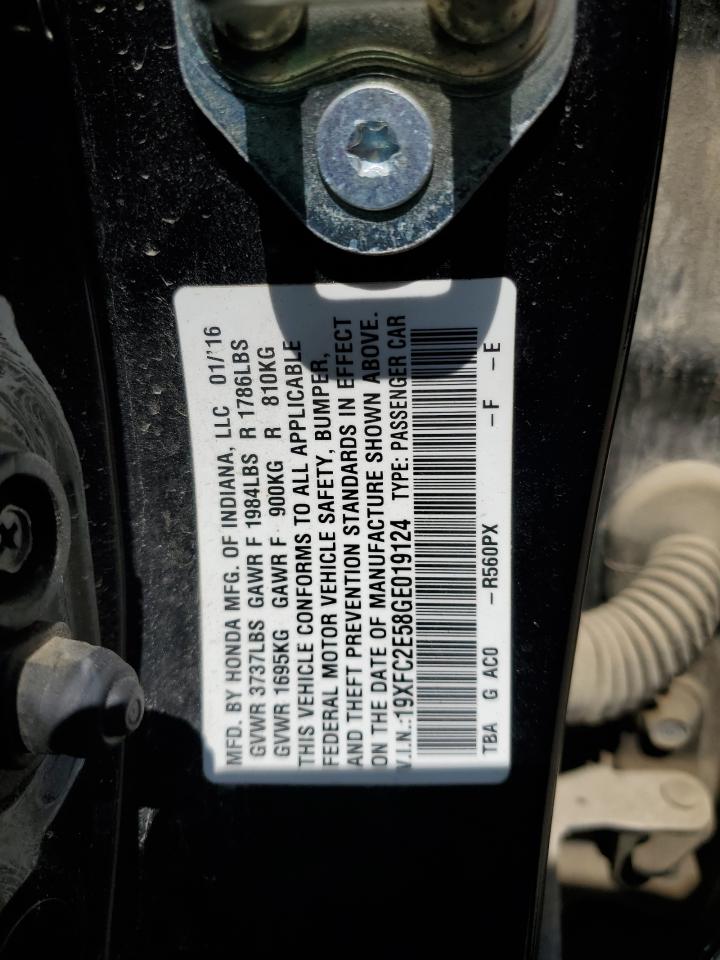 MFD. BY HONDA MFG. OF INDIANA, LLC 01/'16
GVWR 3737LBS GAWR F 1984LBS R 1786LBS
GVWR 1695KG GAWR F 900KG R 810KG
THIS VEHICLE CONFORMS TO ALL APPLICABLE
FEDERAL MOTOR VEHICLE SAFETY, BUMPER,
AND THEFT PREVENTION STANDARDS IN EFFECT
ON THE DATE OF MANUFACTURE SHOWN ABOVE.
V.I.N.:19XFC2E58GE019124 TYPE: PASSENGER CAR
TBA G AC0 –R560PX –F –E